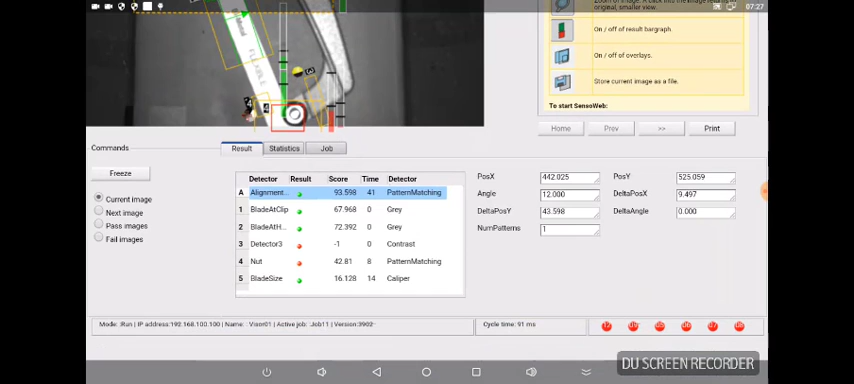 07:27
Zoom of image. A click into the image returns to
original, smaller view.
On / off of result bargraph.
On / off of overlays.
Store current image as a file.
To start SensoWeb:
Home Prev >> Print
Commands Result Statistics Job
Freeze
Current image
Next image
Pass images
Fail images
Detector Result Score Time Detector
A Alignment... 93.598 41 PatternMatching
1 BladeAtClip 67.968 0 Grey
2 BladeAtH... 72.392 0 Grey
3 Detector3 -1 0 Contrast
4 Nut 42.81 8 PatternMatching
5 BladeSize 16.128 14 Caliper
PosX 442.025 PosY 525.059
Angle 12.000 DeltaPosX 9.497
DeltaPosY 43.598 DeltaAngle 0.000
NumPatterns 1
Mode: Run | IP address:192.168.100.100 | Name: Visor01 | Active job: Job11 | Version:3902
Cycle time: 91 ms
DU SCREEN RECORDER